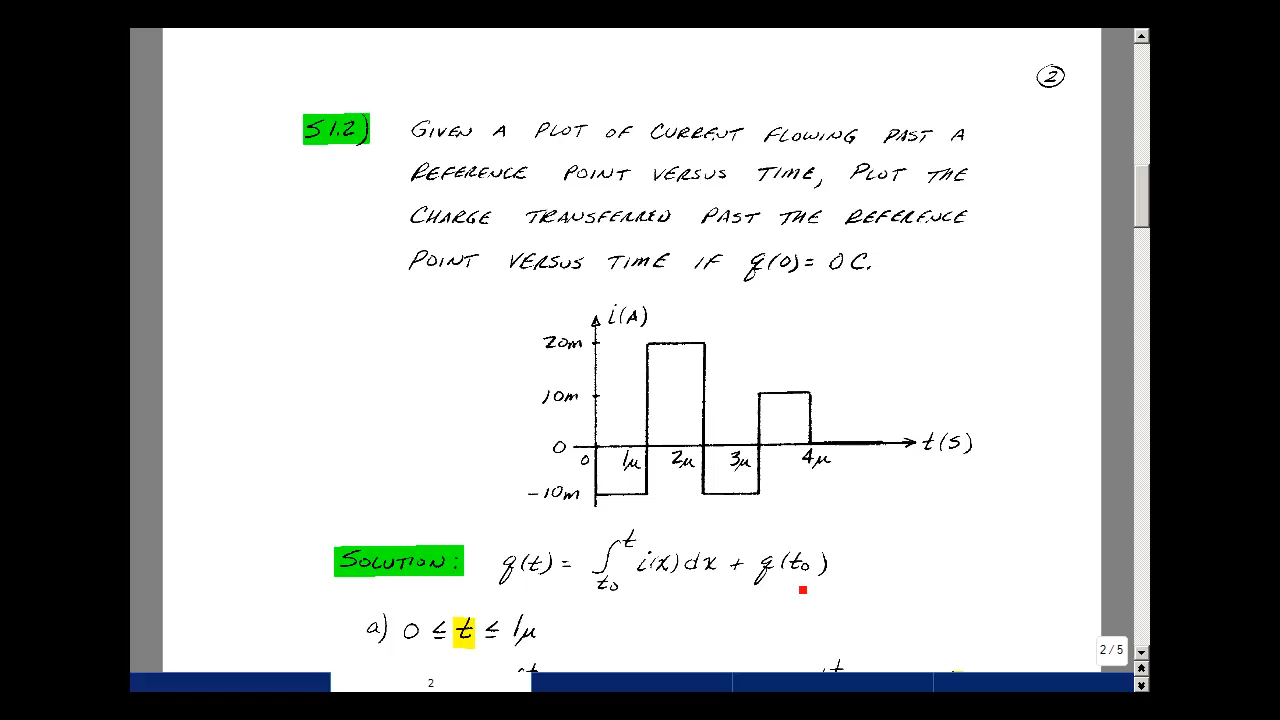 2
S1.2) GIVEN A PLOT OF CURRENT FLOWING PAST A
REFERENCE POINT VERSUS TIME, PLOT THE
CHARGE TRANSFERRED PAST THE REFERENCE
POINT VERSUS TIME IF q(0) = 0 C.
i(A)
20m
10m
0
0 1μ 2μ 3μ 4μ t(S)
-10m
SOLUTION: q(t) = ∫_{t0}^{t} i(x)dx + q(t0)
a) 0 ≤ t ≤ 1μ
2 / 5
2